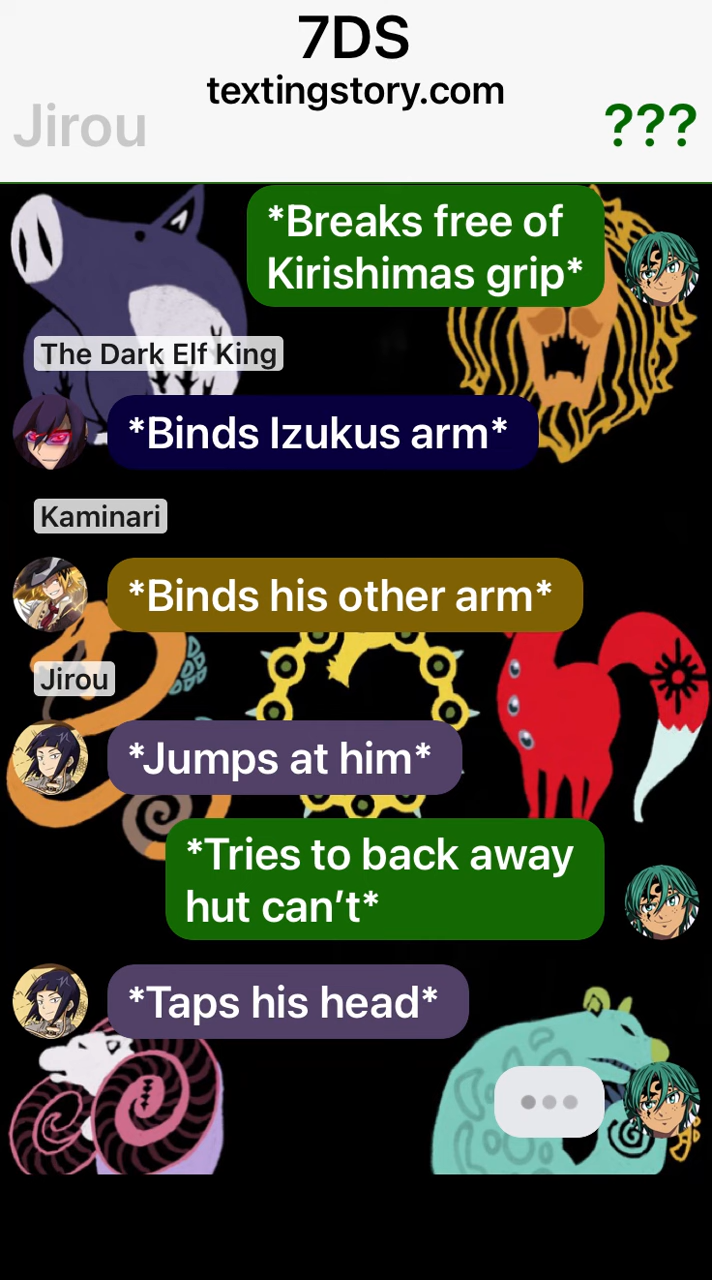 7DS
textingstory.com
Jirou
???
*Breaks free of
Kirishimas grip*
The Dark Elf King
*Binds Izukus arm*
Kaminari
*Binds his other arm*
Jirou
*Jumps at him*
*Tries to back away
hut can’t*
*Taps his head*